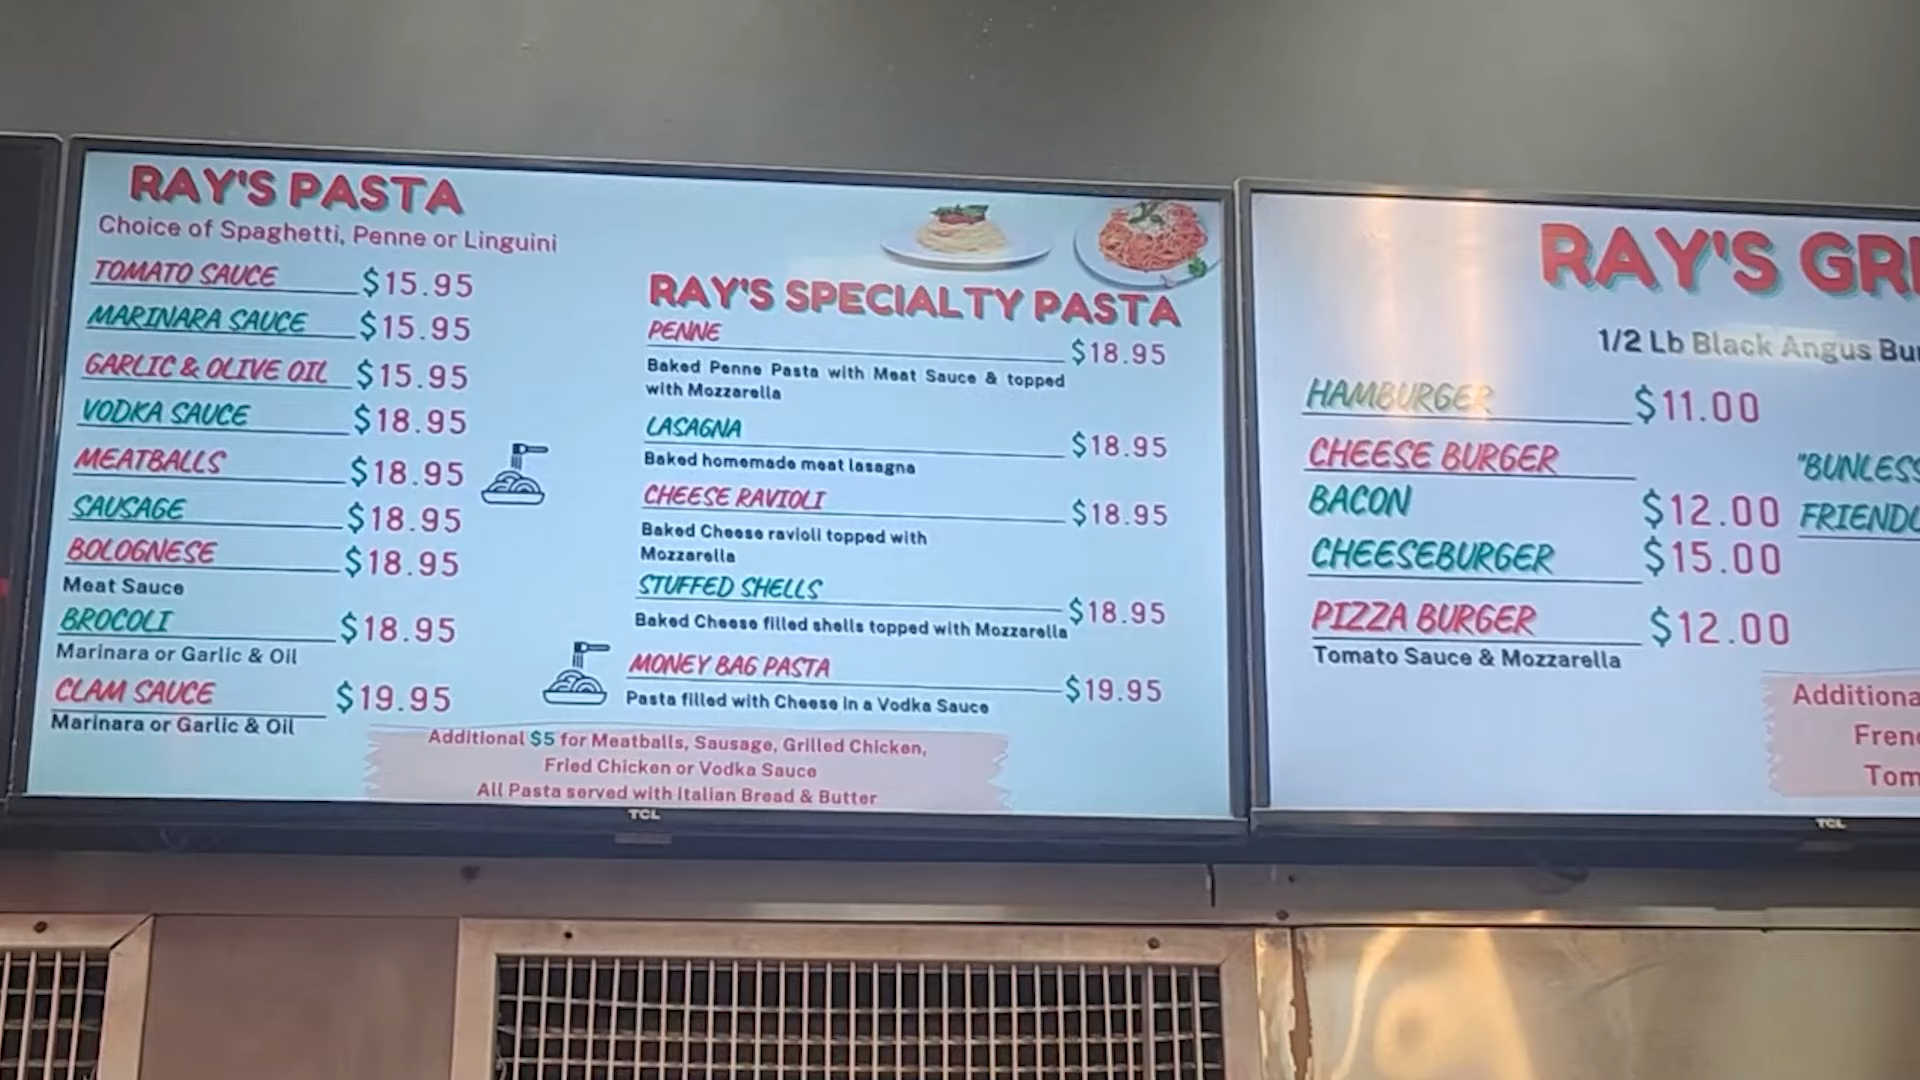 RAY'S PASTA
Choice of Spaghetti, Penne or Linguini
TOMATO SAUCE $15.95
MARINARA SAUCE $15.95
GARLIC & OLIVE OIL $15.95
VODKA SAUCE $18.95
MEATBALLS $18.95
SAUSAGE $18.95
BOLOGNESE $18.95
Meat Sauce
BROCOLI $18.95
Marinara or Garlic & Oil
CLAM SAUCE $19.95
Marinara or Garlic & Oil
RAY'S SPECIALTY PASTA
PENNE $18.95
Baked Penne Pasta with Meat Sauce & topped
with Mozzarella
LASAGNA $18.95
Baked homemade meat lasagna
CHEESE RAVIOLI $18.95
Baked Cheese ravioli topped with
Mozzarella
STUFFED SHELLS $18.95
Baked Cheese filled shells topped with Mozzarella
MONEY BAG PASTA $19.95
Pasta filled with Cheese in a Vodka Sauce
Additional $5 for Meatballs, Sausage, Grilled Chicken,
Fried Chicken or Vodka Sauce
All Pasta served with Italian Bread & Butter
TCL
RAY'S
1/2 Lb Black Angus
HAMBURGER $11.00
CHEESE BURGER
BACON $12.00
CHEESEBURGER $15.00
"BUNLESS
PIZZA BURGER $12.00
Tomato Sauce & Mozzarella
TCL